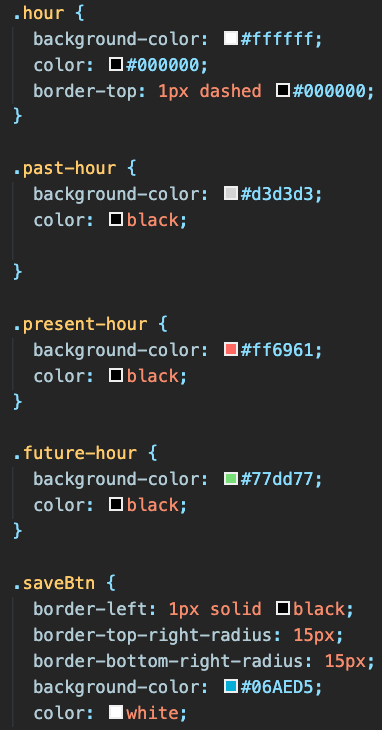 .hour {
  background-color: #ffffff;
  color: #000000;
  border-top: 1px dashed #000000;
}

.past-hour {
  background-color: #d3d3d3;
  color: black;

}

.present-hour {
  background-color: #ff6961;
  color: black;
}

.future-hour {
  background-color: #77dd77;
  color: black;
}

.saveBtn {
  border-left: 1px solid black;
  border-top-right-radius: 15px;
  border-bottom-right-radius: 15px;
  background-color: #06AED5;
  color: white;